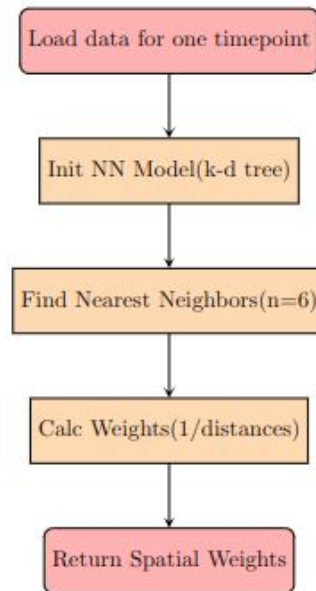 Load data for one timepoint
Init NN Model(k-d tree)
Find Nearest Neighbors(n=6)
Calc Weights(1/distances)
Return Spatial Weights